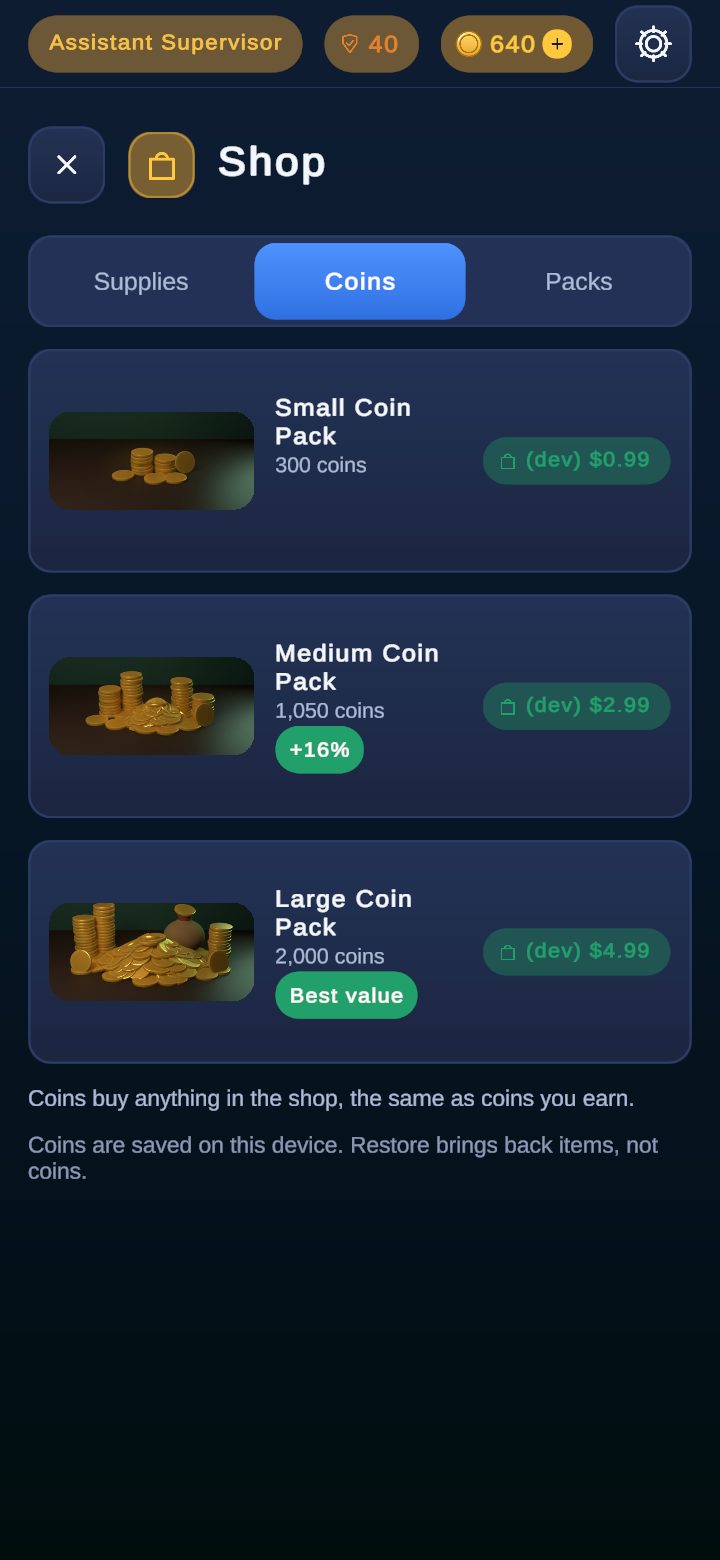 Assistant Supervisor
40
640 +
Shop
Supplies
Coins
Packs
Small Coin
Pack
300 coins
(dev) $0.99
Medium Coin
Pack
1,050 coins
+16%
(dev) $2.99
Large Coin
Pack
2,000 coins
Best value
(dev) $4.99
Coins buy anything in the shop, the same as coins you earn.
Coins are saved on this device. Restore brings back items, not
coins.